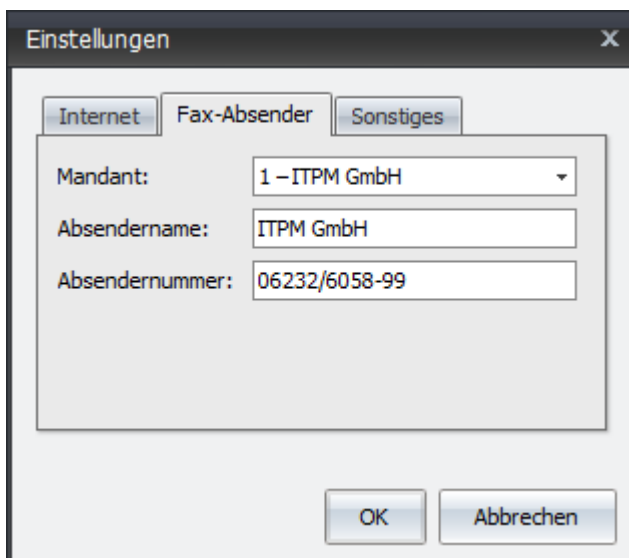 Einstellungen x
Internet Fax-Absender Sonstiges
Mandant: 1 – ITPM GmbH
Absendername: ITPM GmbH
Absendernummer: 06232/6058-99
OK Abbrechen